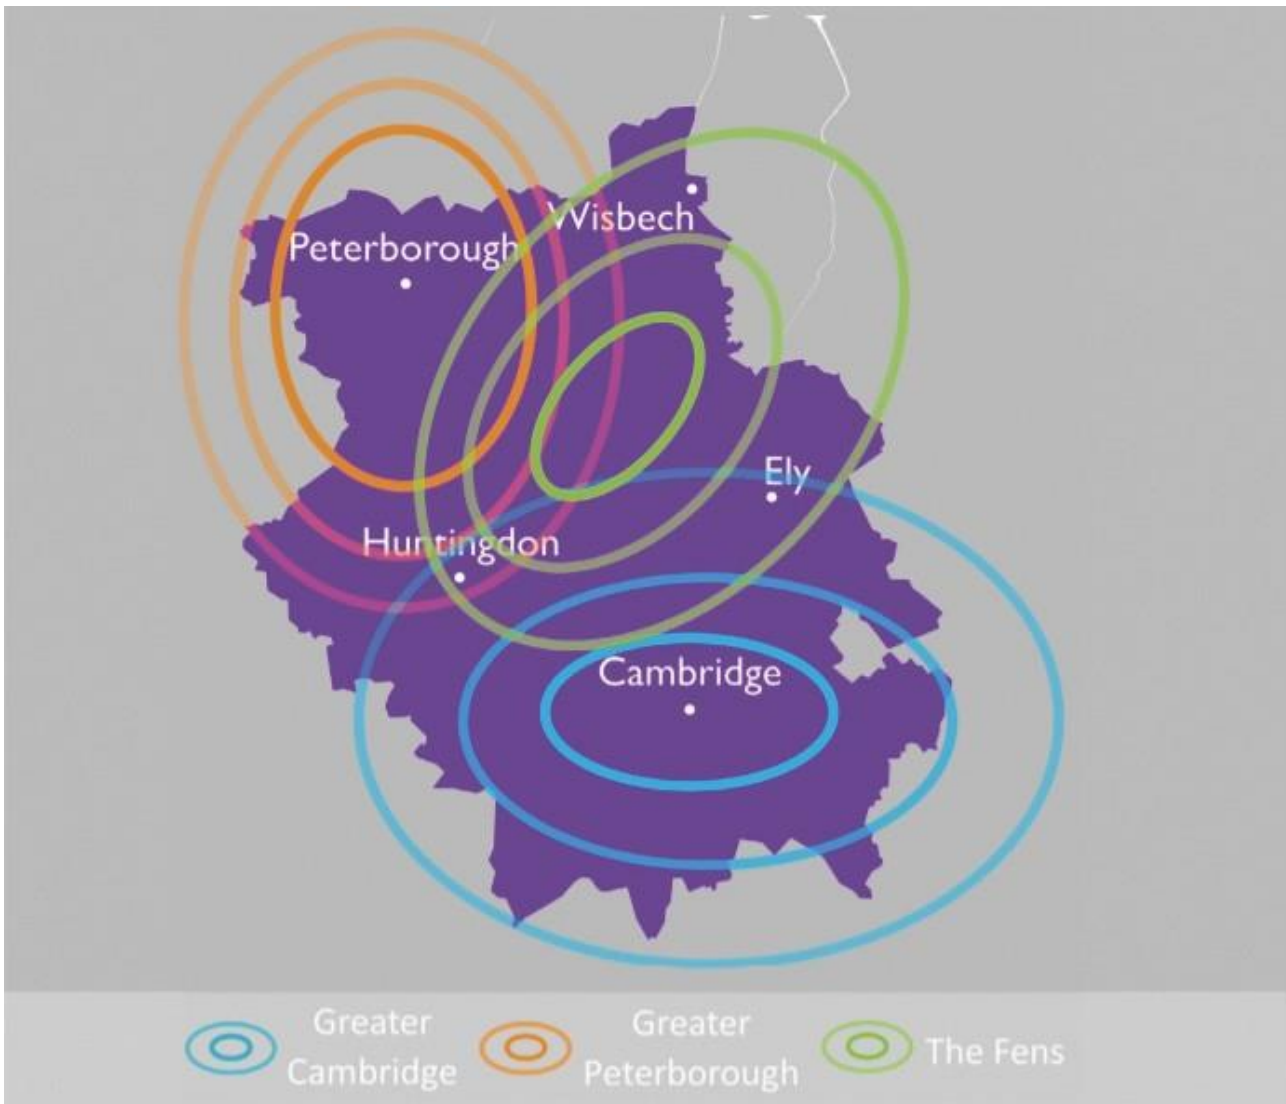 Wisbech
Peterborough
Ely
Huntingdon
Cambridge
Greater
Cambridge
Greater
Peterborough
The Fens